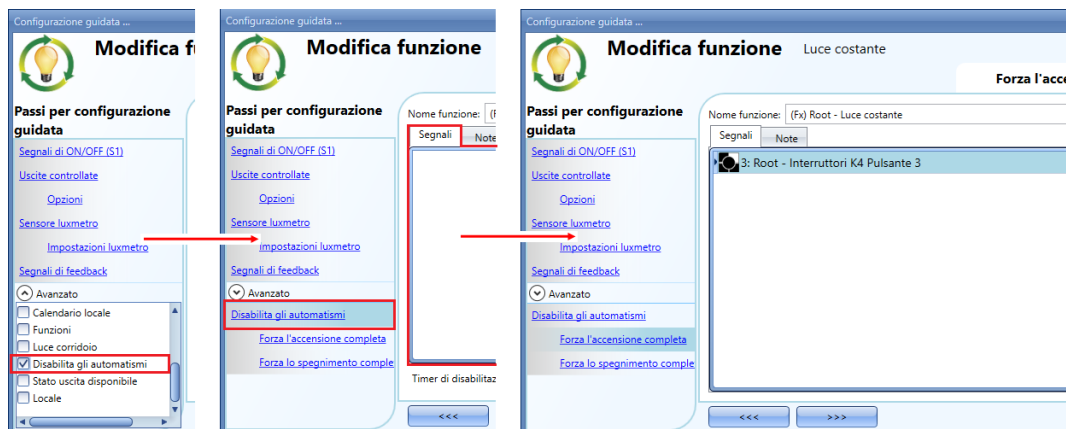 Configurazione guidata ...
Modifica fu
Passi per configurazione
guidata
Segnali di ON/OFF (S1)
Uscite controllate
Opzioni
Sensore luxmetro
Impostazioni luxmetro
Segnali di feedback
Avanzato
Calendario locale
Funzioni
Luce corridoio
Disabilita gli automatismi
Stato uscita disponibile
Locale
Configurazione guidata ...
Modifica funzione
Passi per configurazione
guidata
Nome funzione: (F
Segnali Note
Segnali di ON/OFF (S1)
Uscite controllate
Opzioni
Sensore luxmetro
Impostazioni luxmetro
Segnali di feedback
Avanzato
Disabilita gli automatismi
Forza l'accensione completa
Forza lo spegnimento comple
Timer di disabilitaz
<<<
Configurazione guidata ...
Modifica funzione Luce costante
Forza l'acce
Passi per configurazione
guidata
Nome funzione: (Fx) Root - Luce costante
Segnali Note
3: Root - Interruttori K4 Pulsante 3
Segnali di ON/OFF (S1)
Uscite controllate
Opzioni
Sensore luxmetro
Impostazioni luxmetro
Segnali di feedback
Avanzato
Disabilita gli automatismi
Forza l'accensione completa
Forza lo spegnimento comple
<<< >>>